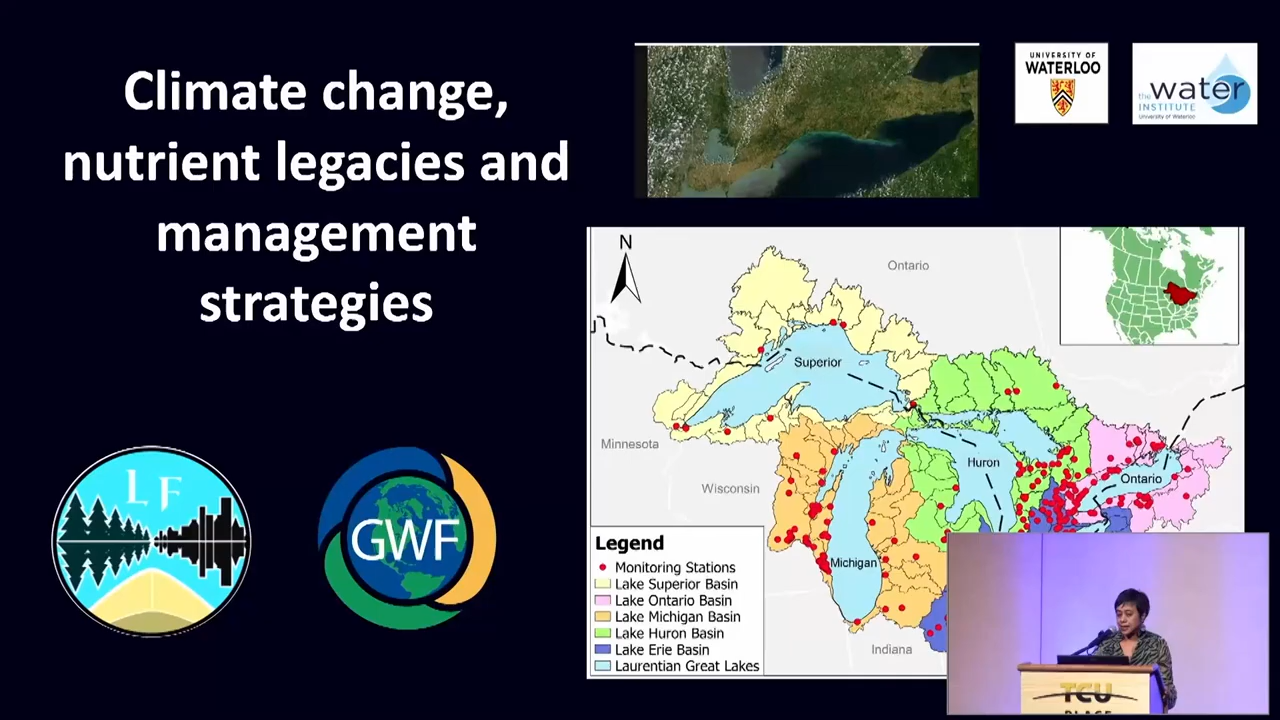 Climate change,
nutrient legacies and
management
strategies
UNIVERSITY OF
WATERLOO
the water
INSTITUTE
University of Waterloo
N
Ontario
Superior
Minnesota
Huron
Ontario
Wisconsin
Michigan
Indiana
Legend
Monitoring Stations
Lake Superior Basin
Lake Ontario Basin
Lake Michigan Basin
Lake Huron Basin
Lake Erie Basin
Laurentian Great Lakes
L F
GWF
TCU
PLACE